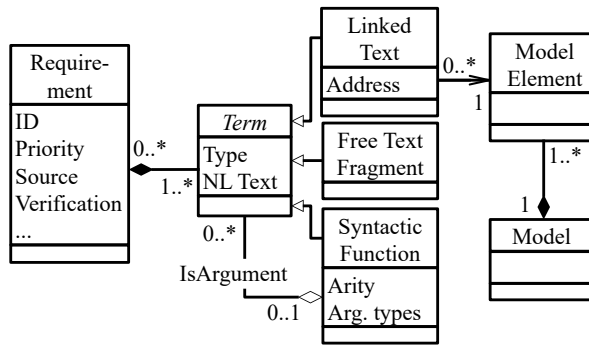 Require-
ment
ID
Priority
Source
Verification
...
0..*
1..*
Term
Type
NL Text
0..*
IsArgument
0..1
Linked
Text
Address
Free Text
Fragment
Syntactic
Function
Arity
Arg. types
0..*
1
Model
Element
1..*
1
Model